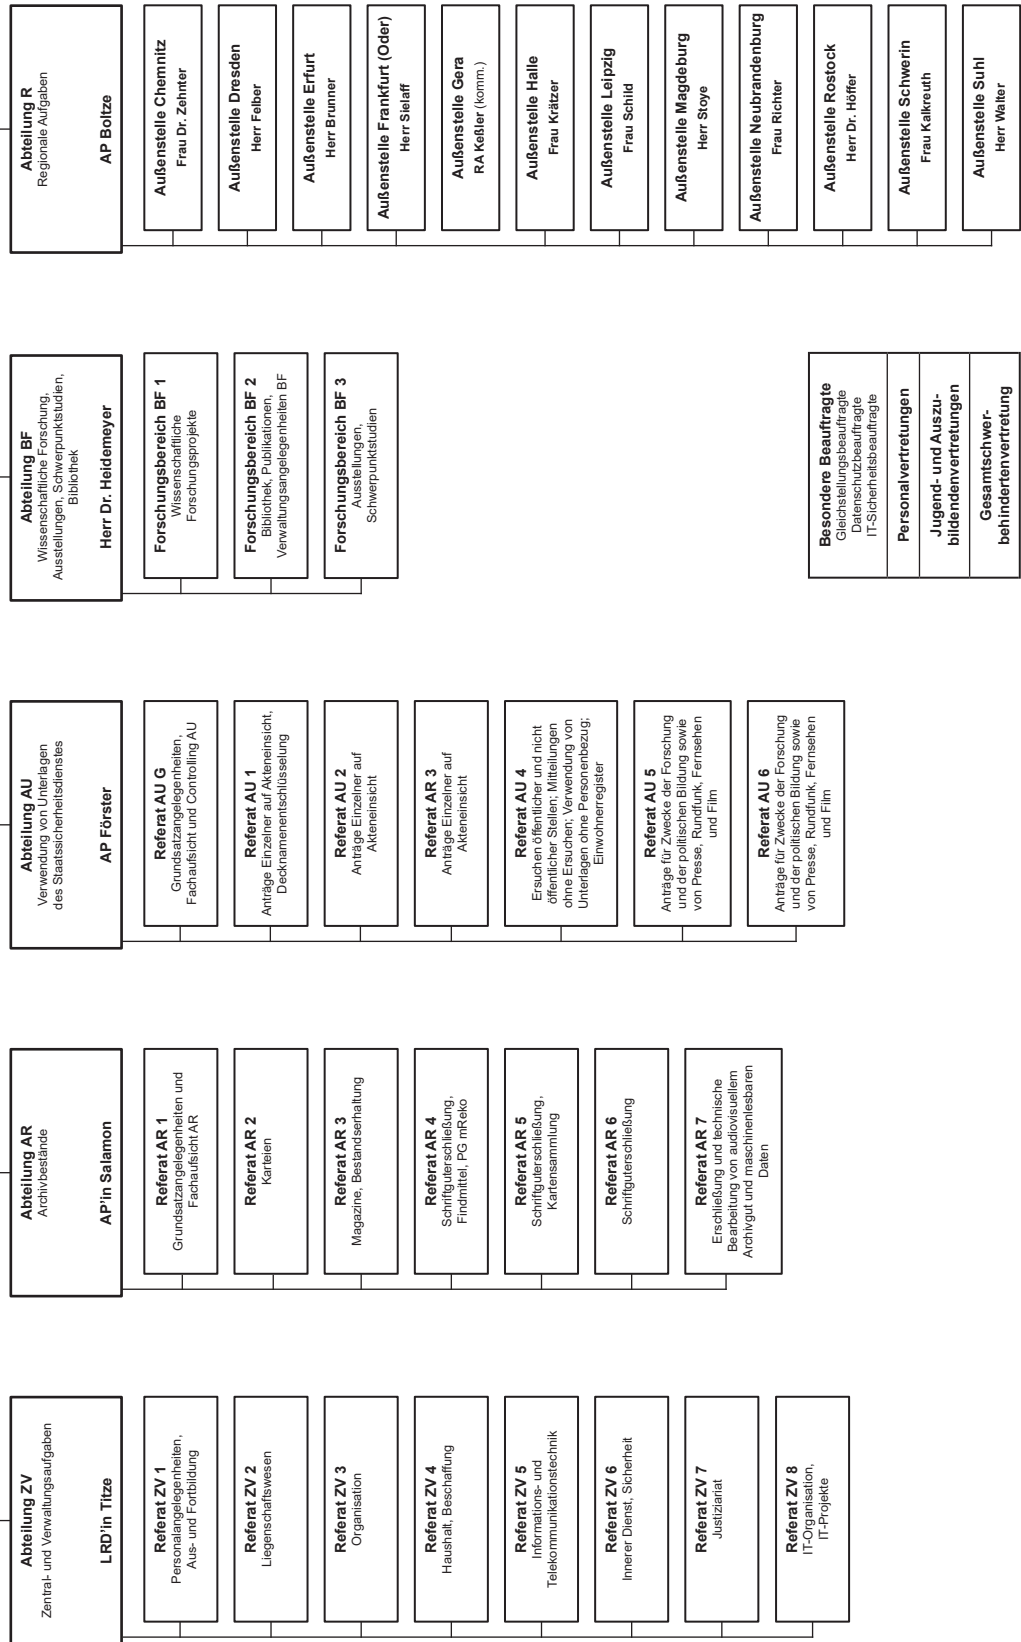 Abteilung ZV
Zentral- und Verwaltungsaufgaben
LRD'in Titze
Referat ZV 1
Personalangelegenheiten,
Aus- und Fortbildung
Referat ZV 2
Liegenschaftswesen
Referat ZV 3
Organisation
Referat ZV 4
Haushalt, Beschaffung
Referat ZV 5
Informations- und
Telekommunikationstechnik
Referat ZV 6
Innerer Dienst, Sicherheit
Referat ZV 7
Justiziariat
Referat ZV 8
IT-Organisation,
IT-Projekte
Abteilung AR
Archivbestände
AP'in Salamon
Referat AR 1
Grundsatzangelegenheiten und
Fachaufsicht AR
Referat AR 2
Karteien
Referat AR 3
Magazine, Bestandserhaltung
Referat AR 4
Schriftguterschließung,
Findmittel, PG mReko
Referat AR 5
Schriftguterschließung,
Kartensammlung
Referat AR 6
Schriftguterschließung
Referat AR 7
Erschließung und technische
Bearbeitung von audiovisuellem
Archivgut und maschinenlesbaren
Daten
Abteilung AU
Verwendung von Unterlagen
des Staatssicherheitsdienstes
AP Förster
Referat AU G
Grundsatzangelegenheiten,
Fachaufsicht und Controlling AU
Referat AU 1
Anträge Einzelner auf Akteneinsicht,
Decknamenentschlüsselung
Referat AU 2
Anträge Einzelner auf
Akteneinsicht
Referat AR 3
Anträge Einzelner auf
Akteneinsicht
Referat AU 4
Ersuchen öffentlicher und nicht
öffentlicher Stellen; Mitteilungen
ohne Ersuchen; Verwendung von
Unterlagen ohne Personenbezug;
Einwohnerregister
Referat AU 5
Anträge für Zwecke der Forschung
und der politischen Bildung sowie
von Presse, Rundfunk, Fernsehen
und Film
Referat AU 6
Anträge für Zwecke der Forschung
und der politischen Bildung sowie
von Presse, Rundfunk, Fernsehen
und Film
Abteilung BF
Wissenschaftliche Forschung,
Ausstellungen, Schwerpunktstudien,
Bibliothek
Herr Dr. Heidemeyer
Forschungsbereich BF 1
Wissenschaftliche
Forschungsprojekte
Forschungsbereich BF 2
Bibliothek, Publikationen,
Verwaltungsangelegenheiten BF
Forschungsbereich BF 3
Ausstellungen,
Schwerpunktstudien
Besondere Beauftragte
Gleichstellungsbeauftragte
Datenschutzbeauftragte
IT-Sicherheitsbeauftragte
Personalvertretungen
Jugend- und Auszu-
bildendenvertretungen
Gesamtschwer-
behindertenvertretung
Abteilung R
Regionale Aufgaben
AP Boltze
Außenstelle Chemnitz
Frau Dr. Zehnter
Außenstelle Dresden
Herr Felber
Außenstelle Erfurt
Herr Brunner
Außenstelle Frankfurt (Oder)
Herr Sielaff
Außenstelle Gera
RA Keßler (komm.)
Außenstelle Halle
Frau Krätzer
Außenstelle Leipzig
Frau Schild
Außenstelle Magdeburg
Herr Stoye
Außenstelle Neubrandenburg
Frau Richter
Außenstelle Rostock
Herr Dr. Höffer
Außenstelle Schwerin
Frau Kalkreuth
Außenstelle Suhl
Herr Walter